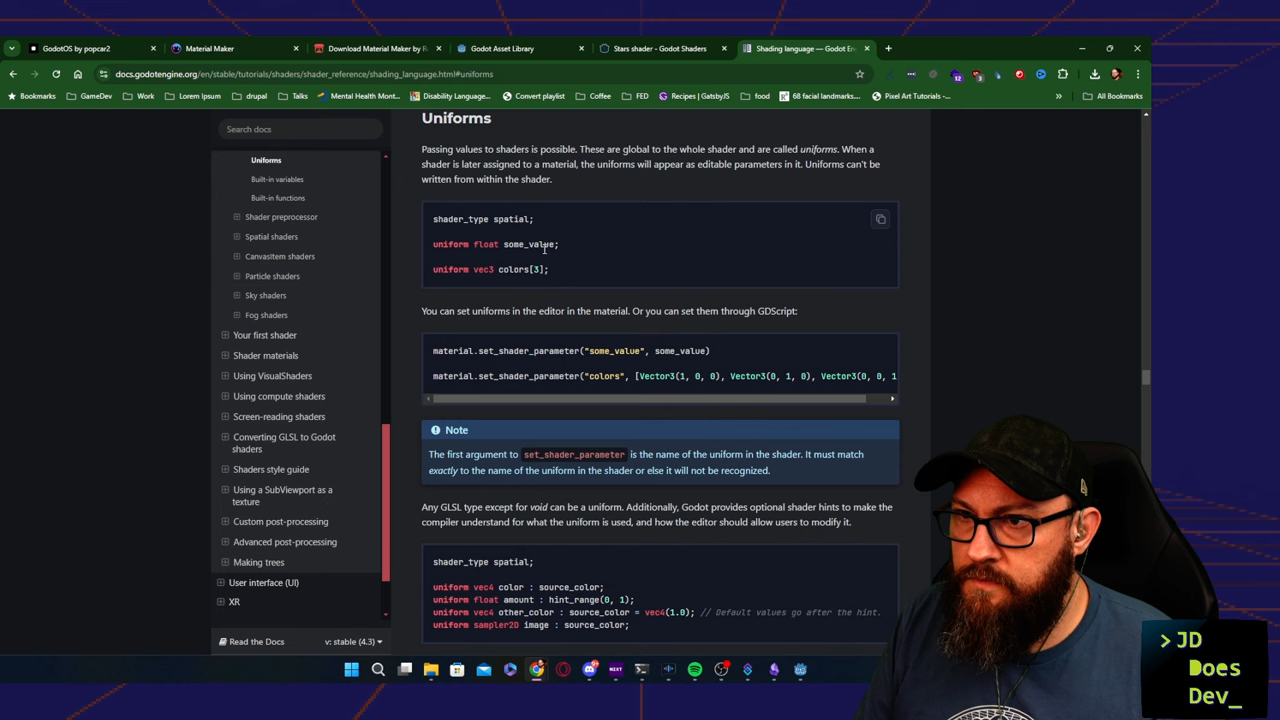 GodotOS by popcar2
Material Maker
Download Material Maker by R
Godot Asset Library
Stars shader - Godot Shaders
Shading language — Godot En
docs.godotengine.org/en/stable/tutorials/shaders/shader_reference/shading_language.html#uniforms
Bookmarks
GameDev
Work
Lorem Ipsum
drupal
Talks
Mental Health Mont...
Disability Language...
Convert playlist
Coffee
FED
Recipes | GatsbyJS
food
68 facial landmarks...
Pixel Art Tutorials -...
All Bookmarks
Search docs
Uniforms
Built-in variables
Built-in functions
Shader preprocessor
Spatial shaders
CanvasItem shaders
Particle shaders
Sky shaders
Fog shaders
Your first shader
Shader materials
Using VisualShaders
Using compute shaders
Screen-reading shaders
Converting GLSL to Godot
shaders
Shaders style guide
Using a SubViewport as a
texture
Custom post-processing
Advanced post-processing
Making trees
User interface (UI)
XR
Read the Docs
v: stable (4.3)
Uniforms
Passing values to shaders is possible. These are global to the whole shader and are called uniforms. When a
shader is later assigned to a material, the uniforms will appear as editable parameters in it. Uniforms can't be
written from within the shader.
shader_type spatial;
uniform float some_value;
uniform vec3 colors[3];
You can set uniforms in the editor in the material. Or you can set them through GDScript:
material.set_shader_parameter("some_value", some_value)
material.set_shader_parameter("colors", [Vector3(1, 0, 0), Vector3(0, 1, 0), Vector3(0, 0, 1
Note
The first argument to set_shader_parameter is the name of the uniform in the shader. It must match
exactly to the name of the uniform in the shader or else it will not be recognized.
Any GLSL type except for void can be a uniform. Additionally, Godot provides optional shader hints to make the
compiler understand for what the uniform is used, and how the editor should allow users to modify it.
shader_type spatial;
uniform vec4 color : source_color;
uniform float amount : hint_range(0, 1);
uniform vec4 other_color : source_color = vec4(1.0); // Default values go after the hint.
uniform sampler2D image : source_color;
> JD
Does
Dev_